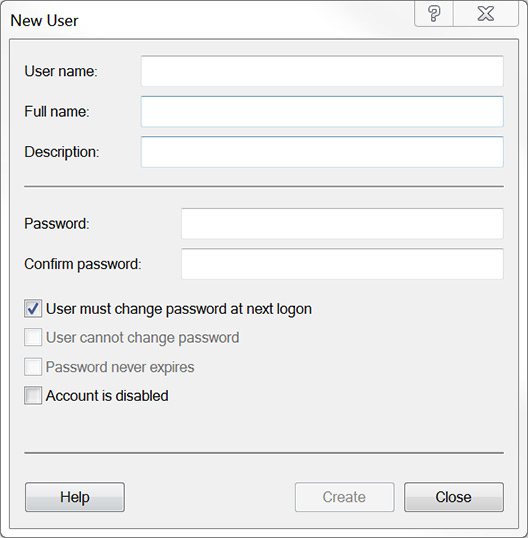 New User
User name:
Full name:
Description:
Password:
Confirm password:
User must change password at next logon
User cannot change password
Password never expires
Account is disabled
Help
Create
Close